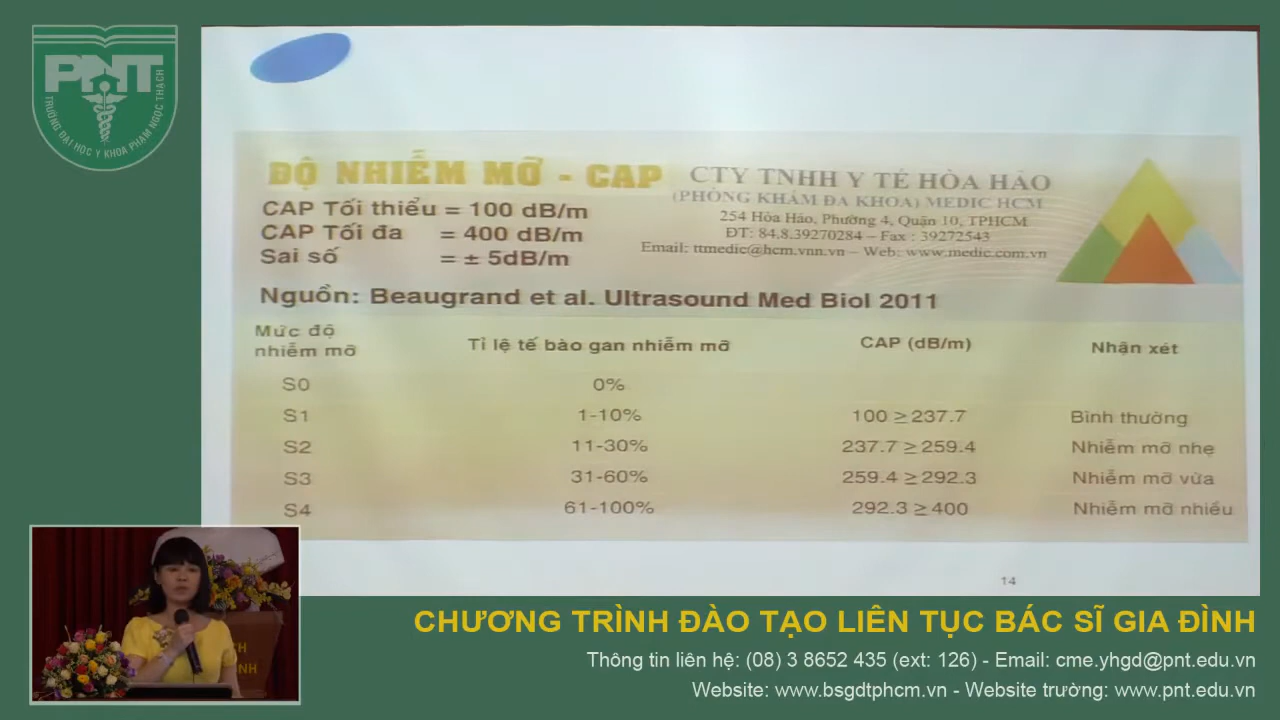 PNT
TRƯỜNG ĐẠI HỌC Y KHOA PHẠM NGỌC THẠCH
ĐỘ NHIỄM MỠ - CAP
CTY TNHH Y TẾ HÒA HẢO
(PHÒNG KHÁM ĐA KHOA) MEDIC HCM
254 Hòa Hảo, Phường 4, Quận 10, TPHCM
ĐT: 84.8.39270284 – Fax : 39272543
Email: ttmedic@hcm.vnn.vn – Web: www.medic.com.vn
CAP Tối thiểu = 100 dB/m
CAP Tối đa = 400 dB/m
Sai số = ± 5dB/m
Nguồn: Beaugrand et al. Ultrasound Med Biol 2011
Mức độ nhiễm mỡ Tỉ lệ tế bào gan nhiễm mỡ CAP (dB/m) Nhận xét
S0 0%
S1 1-10% 100 ≥ 237.7 Bình thường
S2 11-30% 237.7 ≥ 259.4 Nhiễm mỡ nhẹ
S3 31-60% 259.4 ≥ 292.3 Nhiễm mỡ vừa
S4 61-100% 292.3 ≥ 400 Nhiễm mỡ nhiều
14
CHƯƠNG TRÌNH ĐÀO TẠO LIÊN TỤC BÁC SĨ GIA ĐÌNH
Thông tin liên hệ: (08) 3 8652 435 (ext: 126) - Email: cme.yhgd@pnt.edu.vn
Website: www.bsgdtphcm.vn - Website trường: www.pnt.edu.vn